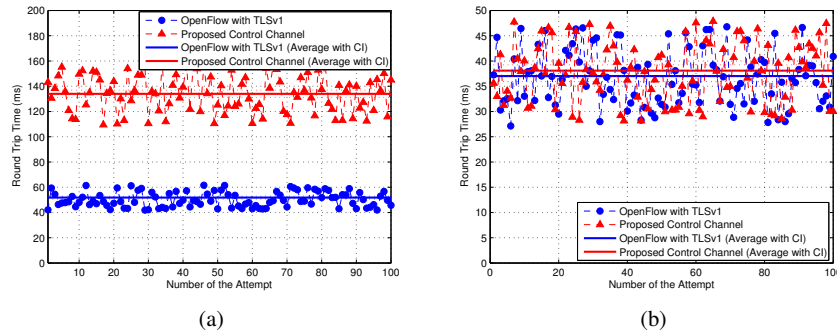 200
180
160
140
120
100
80
60
40
20
0
Round Trip Time (ms)
1 10 20 30 40 50 60 70 80 90 100
Number of the Attempt
OpenFlow with TLSv1
Proposed Control Channel
OpenFlow with TLSv1 (Average with CI)
Proposed Control Channel (Average with CI)
(a)
50
45
40
35
30
25
20
15
10
5
0
Round Trip Time (ms)
0 20 40 60 80 100
Number of the Attempt
OpenFlow with TLSv1
Proposed Control Channel
OpenFlow with TLSv1 (Average with CI)
Proposed Control Channel (Average with CI)
(b)